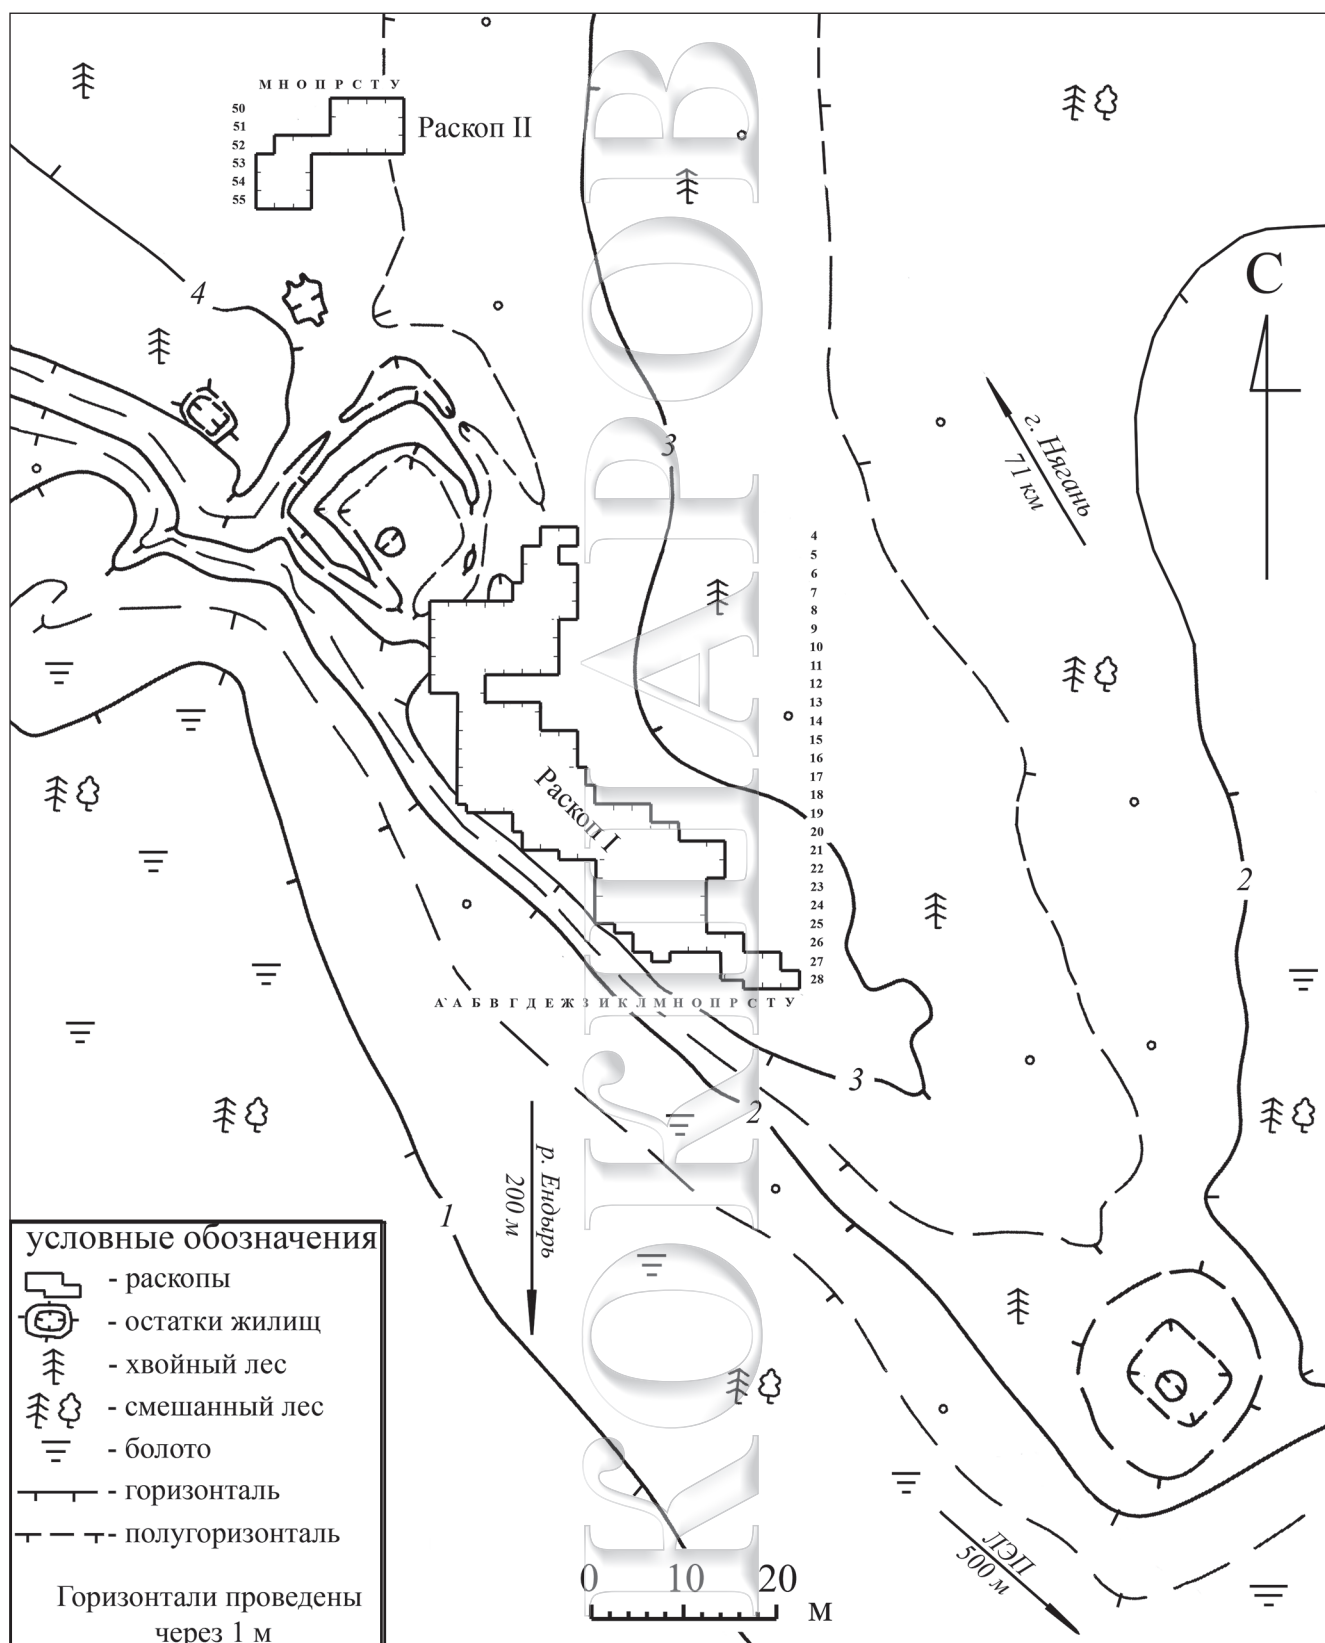 М Н О П Р С Т У
50
51
52
53
54
55
Раскоп II
4
С
3
г. Нягань
71 км
4
5
6
7
8
9
10
11
12
13
14
15
16
17
18
19
20
21
22
23
24
25
26
27
28
Раскоп I
2
А` А Б В Г Д Е Ж З И К Л М Н О П Р С Т У
3
2
р. Ендырь
200 м
1
условные обозначения
- раскопы
- остатки жилищ
- хвойный лес
- смешанный лес
- болото
- горизонталь
- полугоризонталь
Горизонтали проведены
через 1 м
ЛЭП
500 м
0 10 20
м
КОКШАРОВ